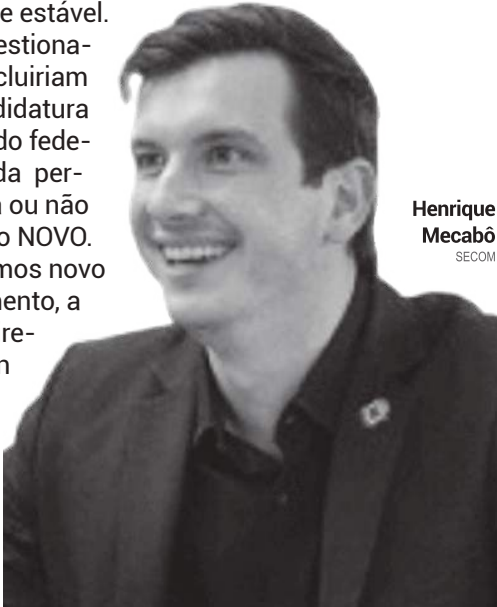 e estável.
estiona-
cluiriam
didatura
do fede-
da per-
a ou não
o NOVO.
mos novo
mento, a
re-
n
Henrique
Mecabô
SECOM